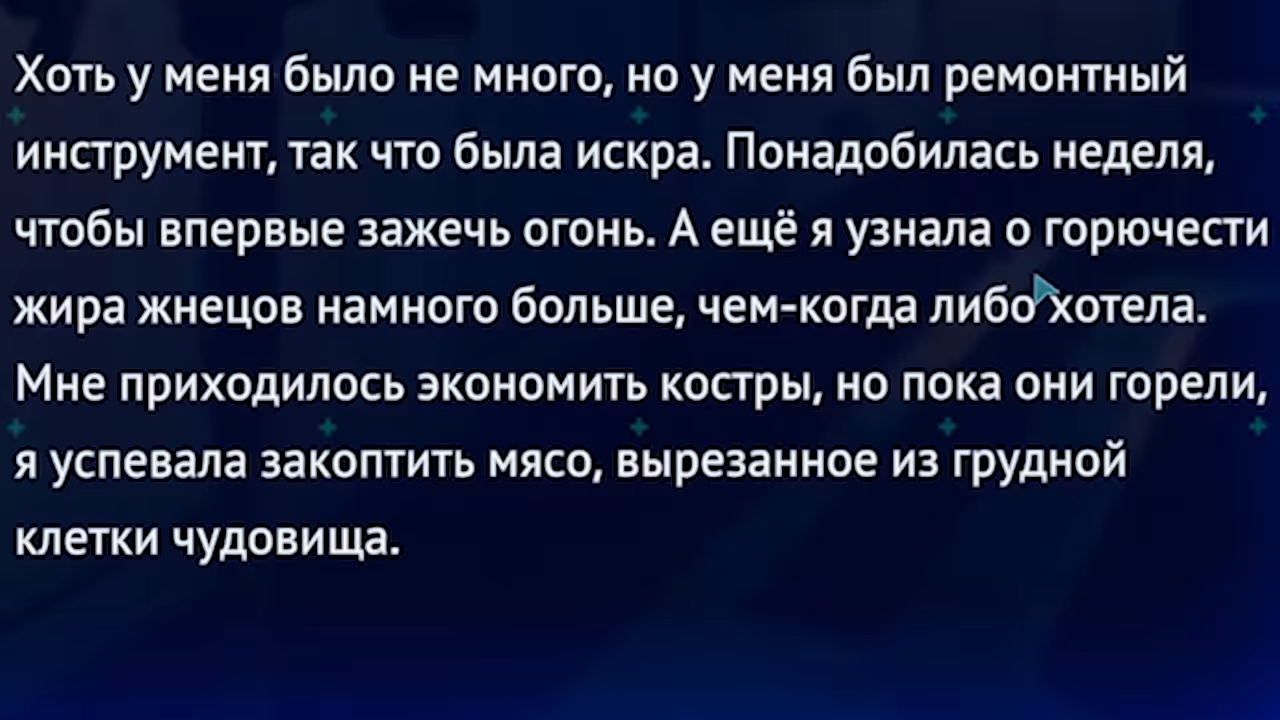 Хоть у меня было не много, но у меня был ремонтный
инструмент, так что была искра. Понадобилась неделя,
чтобы впервые зажечь огонь. А ещё я узнала о горючести
жира жнецов намного больше, чем-когда либо хотела.
Мне приходилось экономить костры, но пока они горели,
я успевала закоптить мясо, вырезанное из грудной
клетки чудовища.